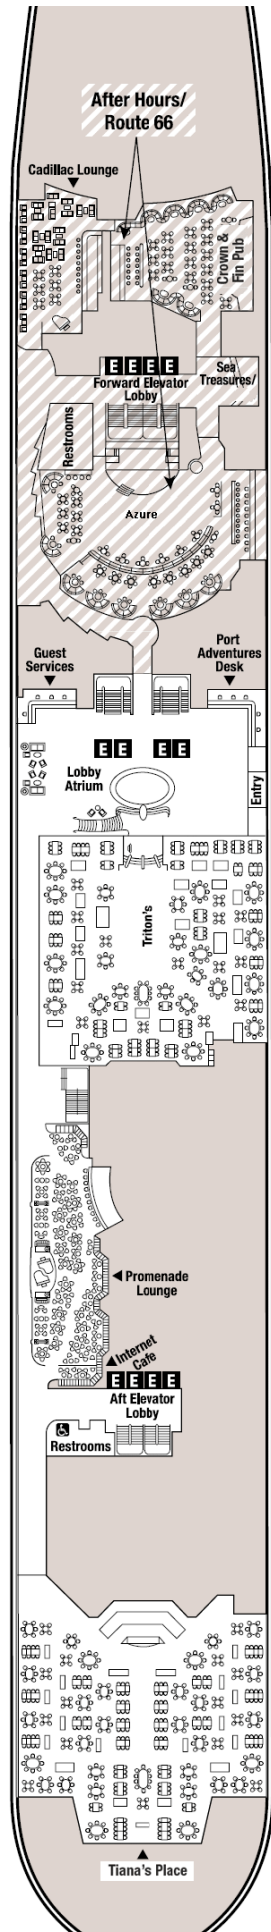 After Hours/
Route 66
Cadillac Lounge
Crown &
Fin Pub
E E E E
Forward Elevator
Lobby
Sea
Treasures/
Restrooms
Azure
Guest
Services
Port
Adventures
Desk
E E E E
Lobby
Atrium
Entry
Triton's
Promenade
Lounge
Internet
Cafe
E E E E
Aft Elevator
Lobby
Restrooms
Tiana's Place